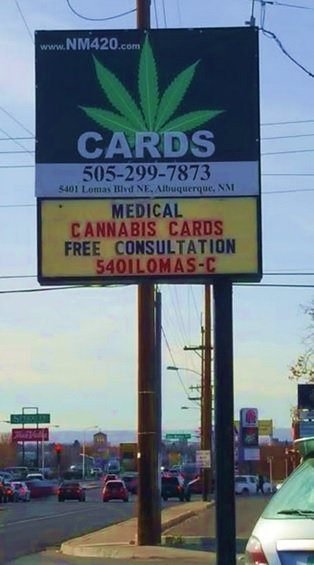 www.NM420.com
CARDS
505-299-7873
5401 Lomas Blvd NE, Albuquerque, NM
MEDICAL
CANNABIS CARDS
FREE CONSULTATION
5401LOMAS-C